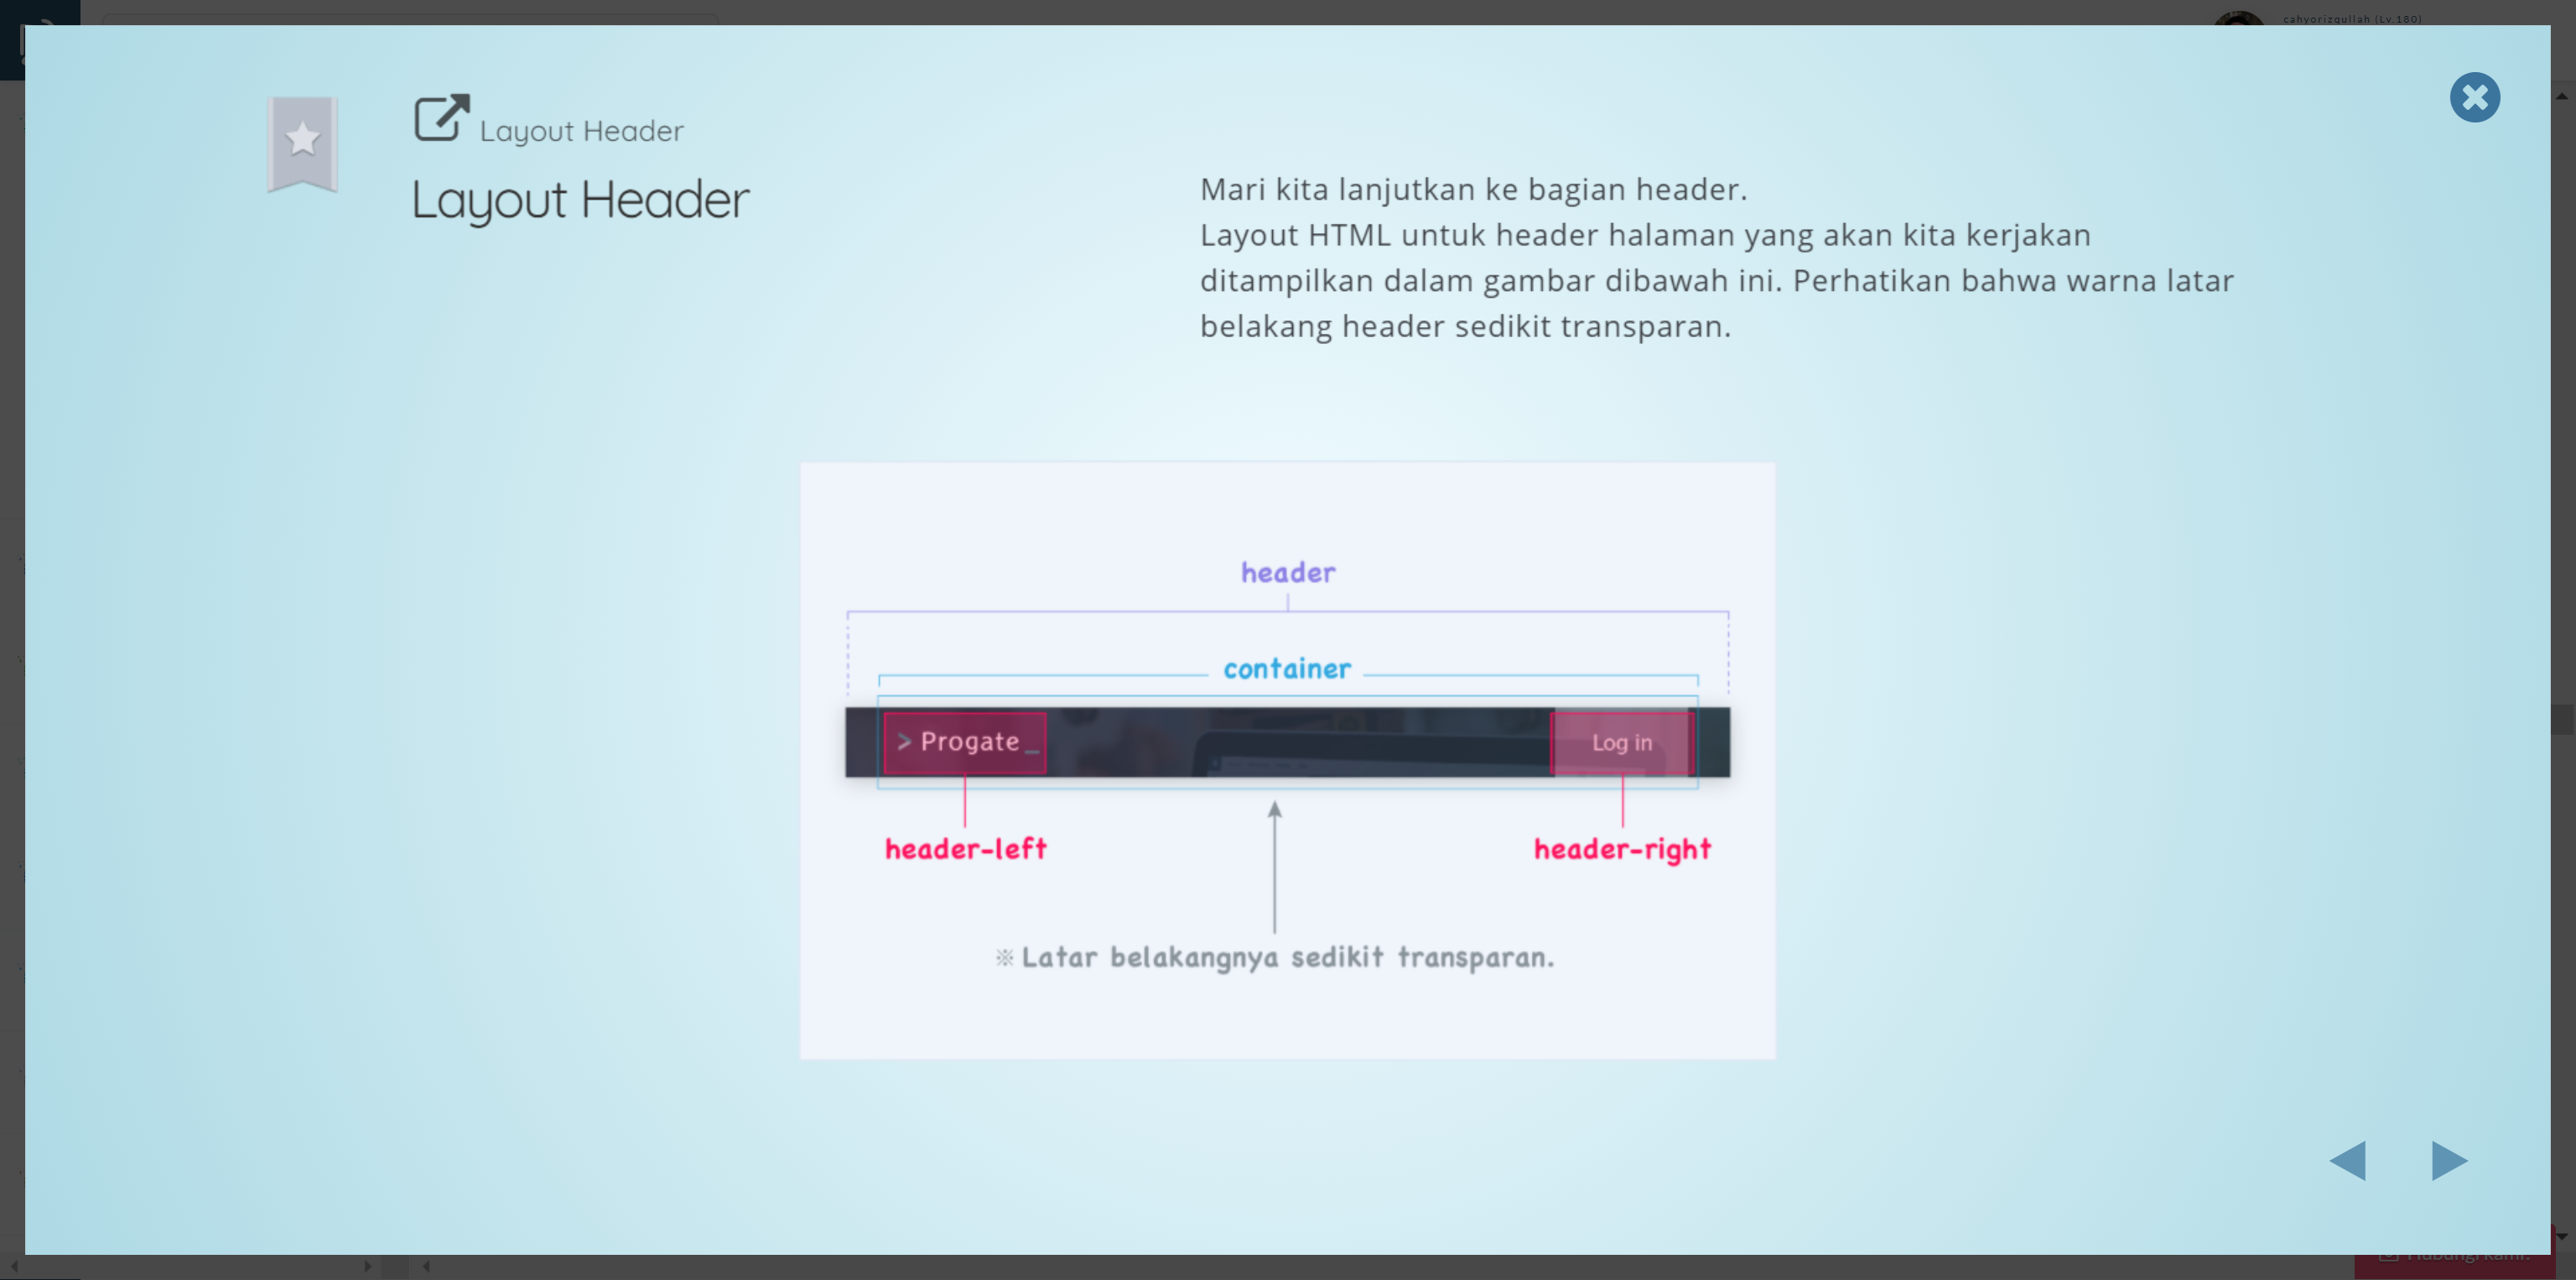 cahyorizqullah (Lv.180)
Layout Header
Layout Header
Mari kita lanjutkan ke bagian header.
Layout HTML untuk header halaman yang akan kita kerjakan
ditampilkan dalam gambar dibawah ini. Perhatikan bahwa warna latar
belakang header sedikit transparan.
header
container
> Progate_
Log in
header-left
header-right
※ Latar belakangnya sedikit transparan.
Hubungi kami.